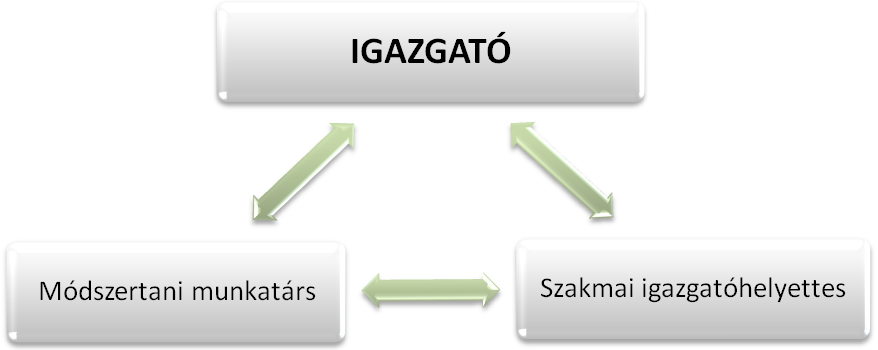 IGAZGATÓ
Módszertani munkatárs
Szakmai igazgatóhelyettes